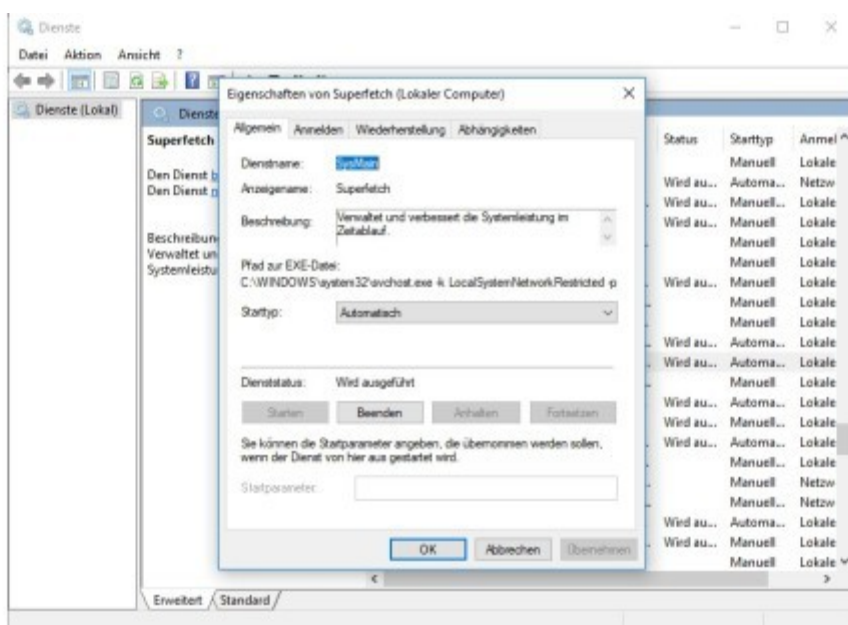 Dienste
Datei Aktion Ansicht ?
Dienste (Lokal)
Dienste
Superfetch
Den Dienst b
Den Dienst n
Beschreibun
Verwaltet un
Systemleistu
Eigenschaften von Superfetch (Lokaler Computer)
Allgemein Anmelden Wiederherstellung Abhängigkeiten
Dienstname: SysMain
Anzeigename: Superfetch
Beschreibung: Verwaltet und verbessert die Systemleistung im
Zeitablauf.
Pfad zur EXE-Datei:
C:\WINDOWS\system32\svchost.exe -k LocalSystemNetworkRestricted -p
Starttyp: Automatisch
Dienststatus: Wird ausgeführt
Starten Beenden Anhalten Fortsetzen
Sie können die Startparameter angeben, die übernommen werden sollen,
wenn der Dienst von hier aus gestartet wird.
Startparameter:
OK Abbrechen Übernehmen
Status Starttyp Anmel
Manuell Lokale
Wird au... Automa... Netzw
Wird au... Manuell... Lokale
Wird au... Manuell Lokale
Manuell Lokale
Manuell Lokale
Wird au... Manuell Lokale
Manuell Lokale
Manuell Lokale
Wird au... Automa... Lokale
Wird au... Automa... Lokale
Manuell Lokale
Wird au... Automa... Lokale
Wird au... Manuell Lokale
Wird au... Automa... Lokale
Manuell... Lokale
Manuell Netzw
Manuell... Netzw
Wird au... Automa... Lokale
Wird au... Manuell Lokale
Manuell Lokale
Erweitert Standard